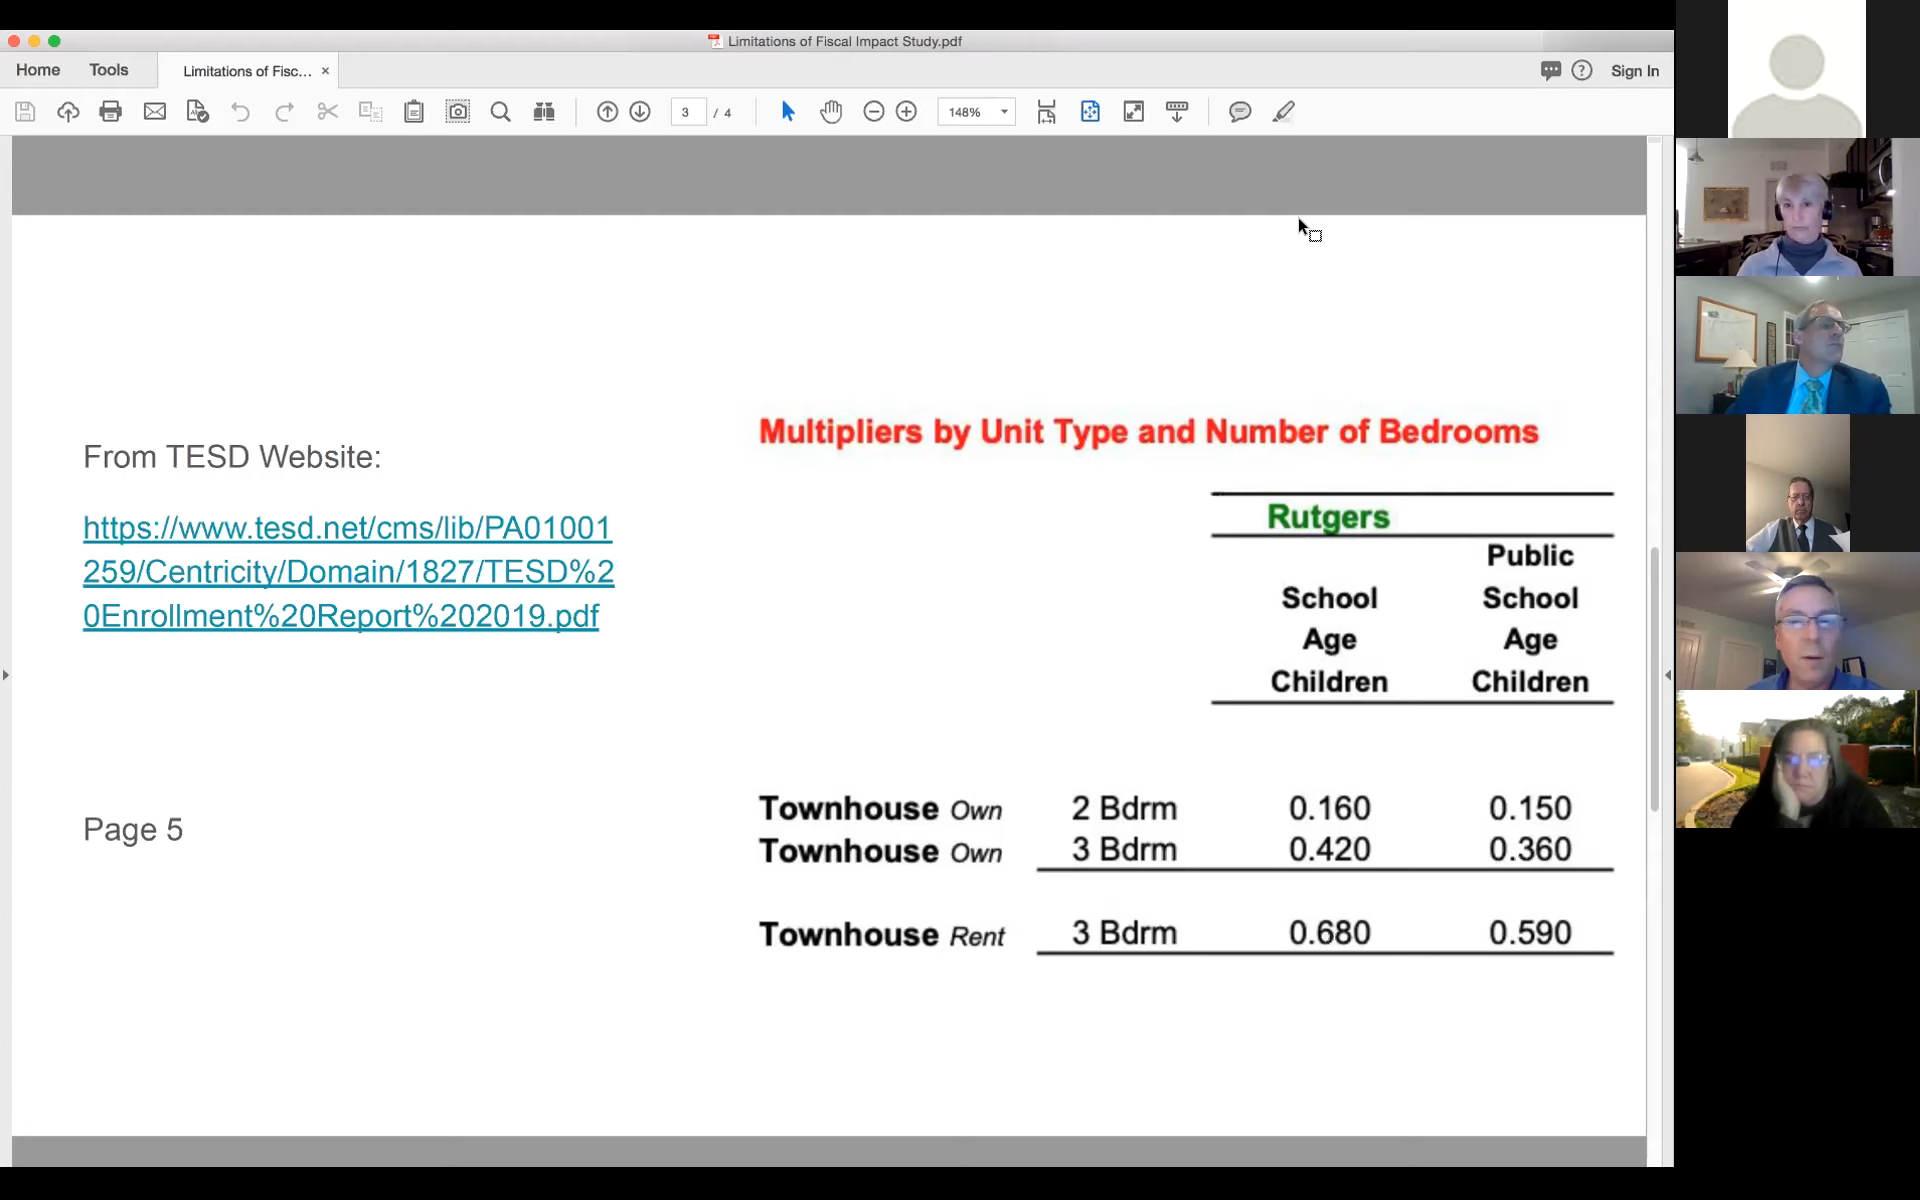 Limitations of Fiscal Impact Study.pdf
Home
Tools
Limitations of Fisc...
Sign In
3 / 4
148%
From TESD Website:
https://www.tesd.net/cms/lib/PA01001
259/Centricity/Domain/1827/TESD%2
0Enrollment%20Report%202019.pdf
Page 5
Multipliers by Unit Type and Number of Bedrooms
Rutgers
School
Age
Children
Public
School
Age
Children
Townhouse Own 2 Bdrm 0.160 0.150
Townhouse Own 3 Bdrm 0.420 0.360
Townhouse Rent 3 Bdrm 0.680 0.590